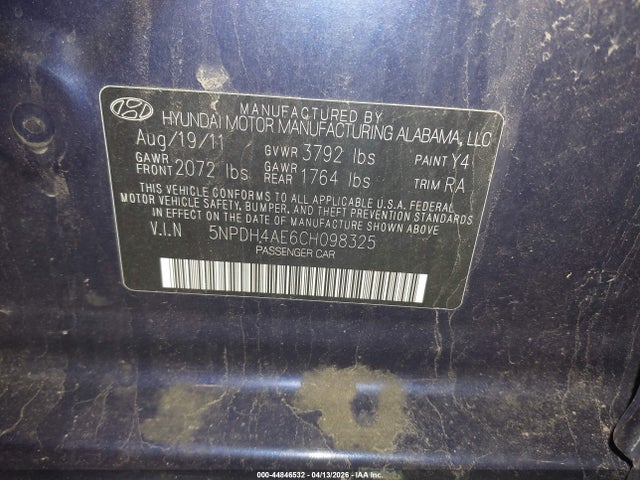 MANUFACTURED BY
HYUNDAI MOTOR MANUFACTURING ALABAMA, LLC
Aug/19/11 GVWR 3792 lbs PAINT Y4
GAWR FRONT 2072 lbs GAWR REAR 1764 lbs TRIM RA
THIS VEHICLE CONFORMS TO ALL APPLICABLE U.S.A. FEDERAL
MOTOR VEHICLE SAFETY, BUMPER, AND THEFT PREVENTION STANDARDS
IN EFFECT ON THE DATE OF MANUFACTURE SHOWN ABOVE.
V.I.N 5NPDH4AE6CH098325
PASSENGER CAR
000-44846532 - 04/13/2026 - IAA Inc.